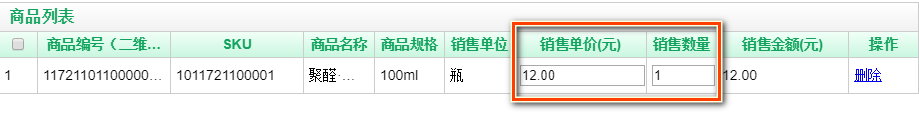 商品列表
商品编号（二维… SKU 商品名称 商品规格 销售单位 销售单价(元) 销售数量 销售金额(元) 操作
1 11721101100000… 1011721100001 聚醛·… 100ml 瓶 12.00 1 12.00 删除